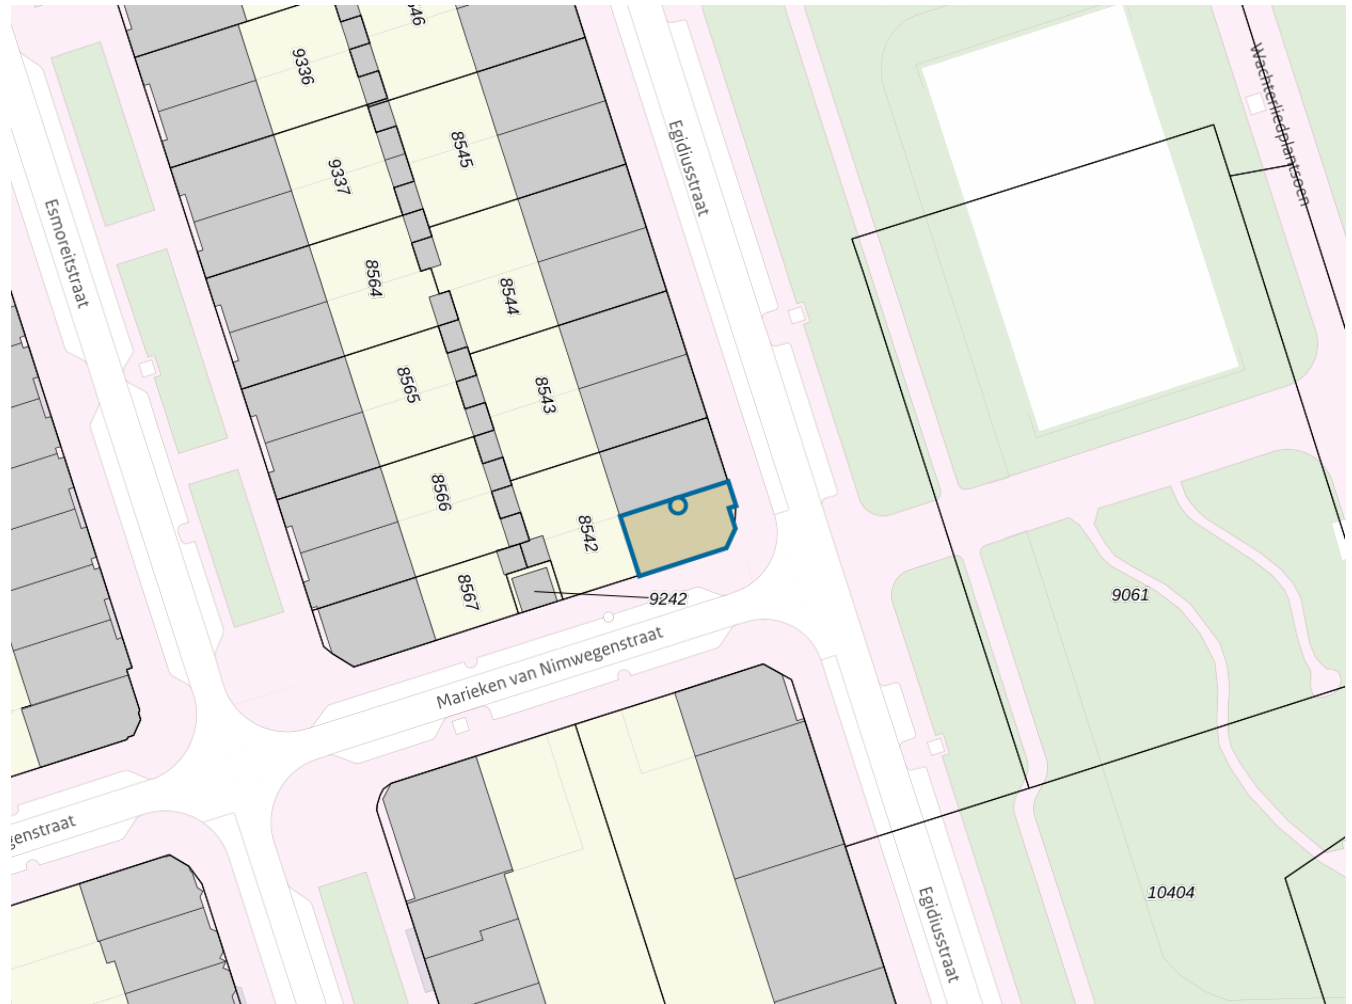 46
9336
Wachterliedplantsoen
8545
Egidiusstraat
9337
Esmoreitstraat
8564
8544
8565
8543
8566
8542
8567
9242
9061
Marieken van Nimwegenstraat
genstraat
10404
Egidiusstraat